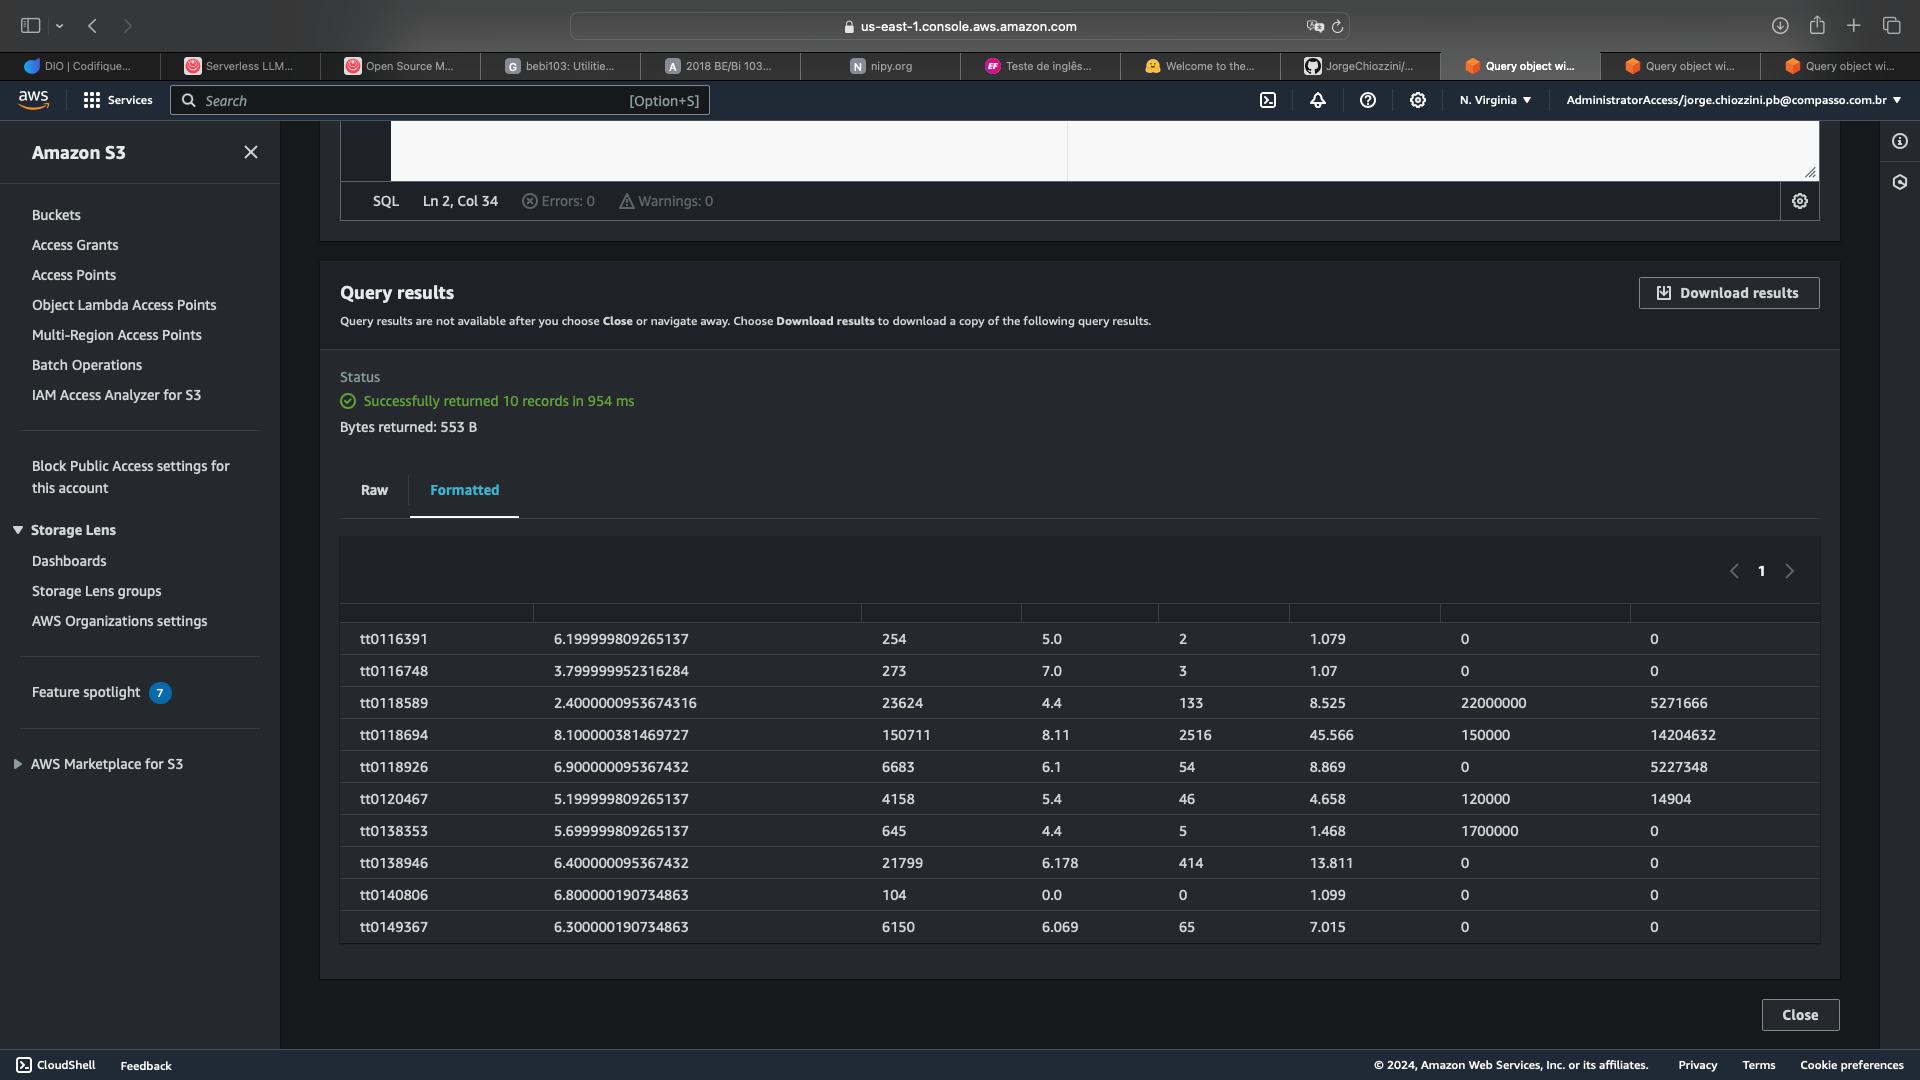 us-east-1.console.aws.amazon.com
DIO | Codifique...
Serverless LLM...
Open Source M...
G bebi103: Utilitie...
A 2018 BE/Bi 103...
N nipy.org
EF Teste de inglês...
Welcome to the...
JorgeChiozzini/...
Query object wi...
Query object wi...
Query object wi...
aws Services Search [Option+S] N. Virginia AdministratorAccess/jorge.chiozzini.pb@compasso.com.br
Amazon S3
Buckets
Access Grants
Access Points
Object Lambda Access Points
Multi-Region Access Points
Batch Operations
IAM Access Analyzer for S3
Block Public Access settings for
this account
Storage Lens
Dashboards
Storage Lens groups
AWS Organizations settings
Feature spotlight 7
AWS Marketplace for S3
SQL Ln 2, Col 34 Errors: 0 Warnings: 0
Query results
Download results
Query results are not available after you choose Close or navigate away. Choose Download results to download a copy of the following query results.
Status
Successfully returned 10 records in 954 ms
Bytes returned: 553 B
Raw Formatted
1
tt0116391 6.199999809265137 254 5.0 2 1.079 0 0
tt0116748 3.799999952316284 273 7.0 3 1.07 0 0
tt0118589 2.4000000953674316 23624 4.4 133 8.525 22000000 5271666
tt0118694 8.100000381469727 150711 8.11 2516 45.566 150000 14204632
tt0118926 6.900000095367432 6683 6.1 54 8.869 0 5227348
tt0120467 5.199999809265137 4158 5.4 46 4.658 120000 14904
tt0138353 5.699999809265137 645 4.4 5 1.468 1700000 0
tt0138946 6.400000095367432 21799 6.178 414 13.811 0 0
tt0140806 6.800000190734863 104 0.0 0 1.099 0 0
tt0149367 6.300000190734863 6150 6.069 65 7.015 0 0
Close
CloudShell Feedback © 2024, Amazon Web Services, Inc. or its affiliates. Privacy Terms Cookie preferences